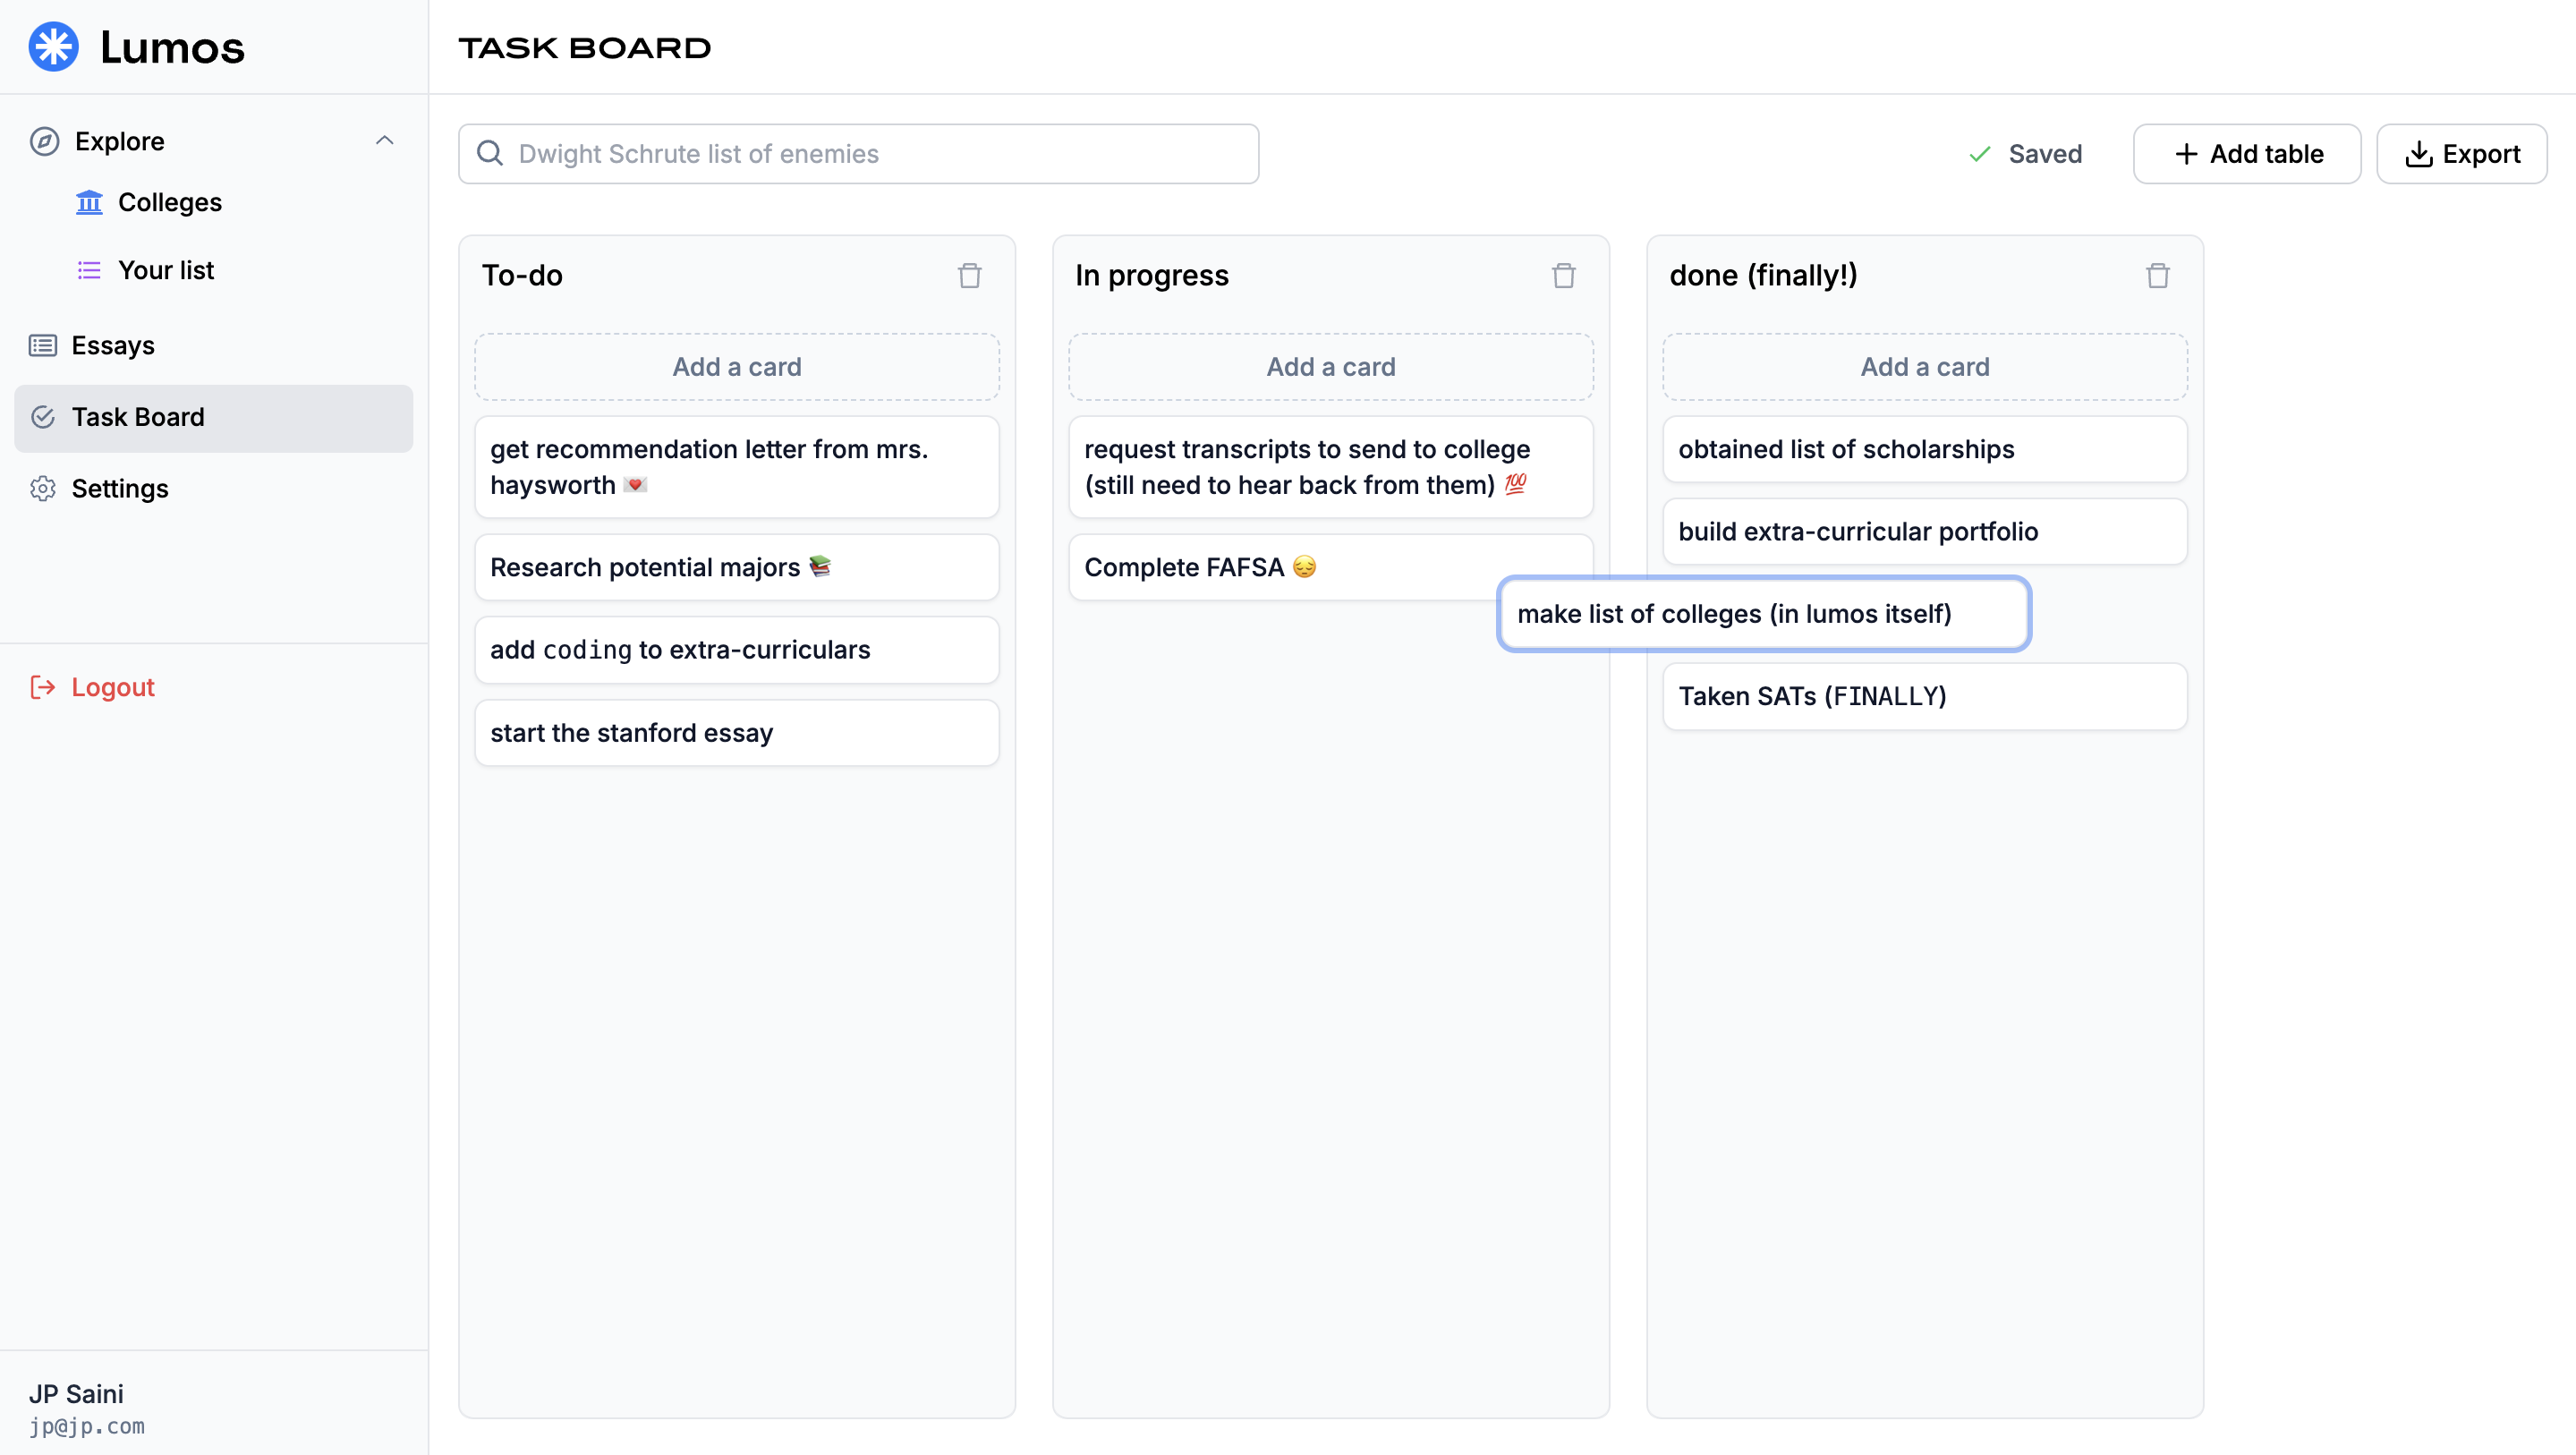 Lumos
TASK BOARD
Explore
Colleges
Your list
Essays
Task Board
Settings
Logout
JP Saini
jp@jp.com
Dwight Schrute list of enemies
Saved
Add table
Export
To-do
Add a card
get recommendation letter from mrs.
haysworth 💌
Research potential majors 📚
add coding to extra-curriculars
start the stanford essay
In progress
Add a card
request transcripts to send to college
(still need to hear back from them) 💯
Complete FAFSA 😔
done (finally!)
Add a card
obtained list of scholarships
build extra-curricular portfolio
make list of colleges (in lumos itself)
Taken SATs (FINALLY)